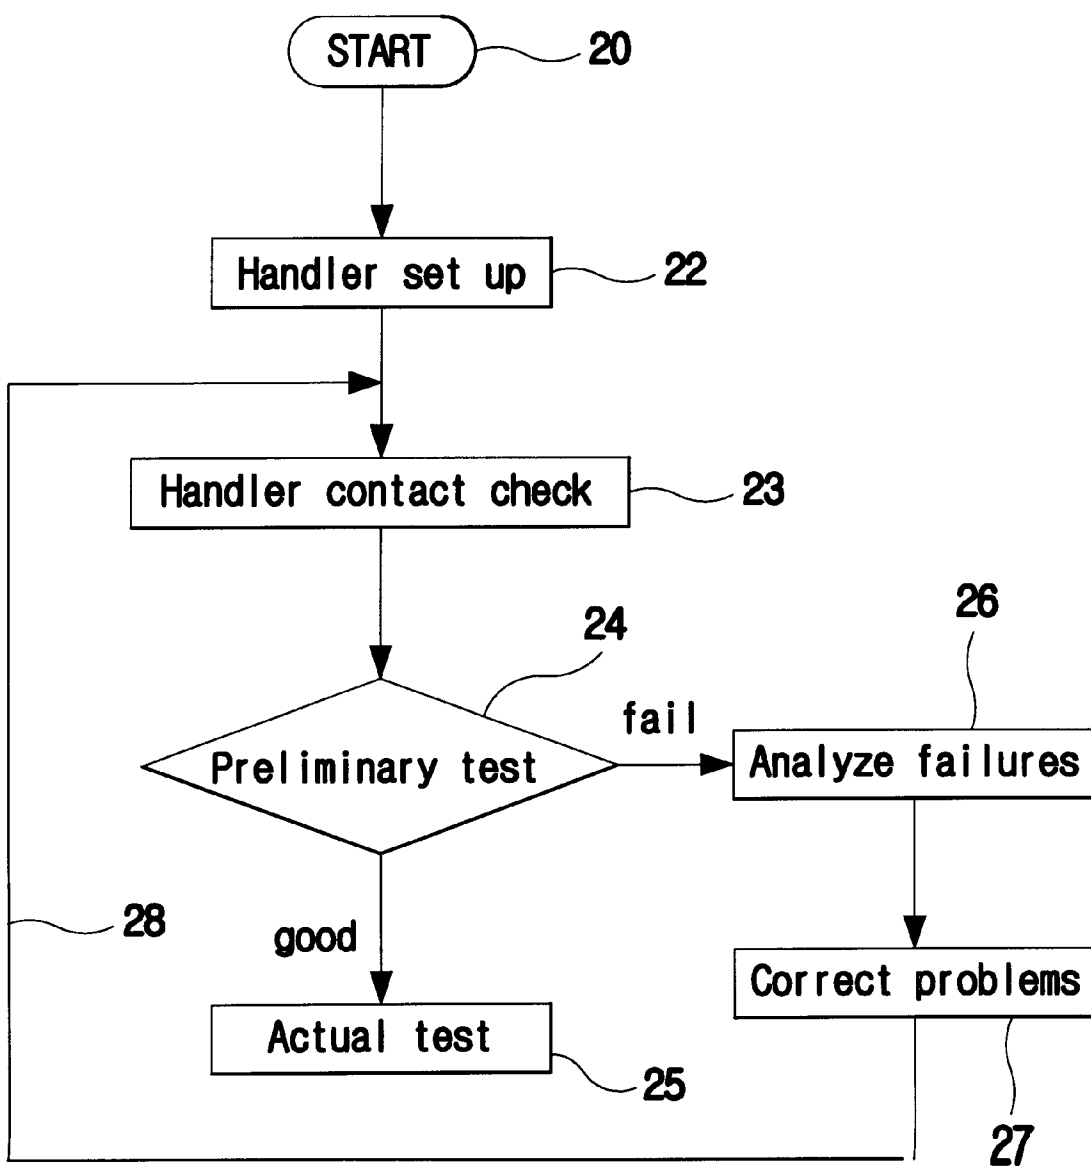 START
20
Handler set up
22
Handler contact check
23
24
26
fail
Preliminary test
Analyze failures
28
good
Correct problems
Actual test
25
27